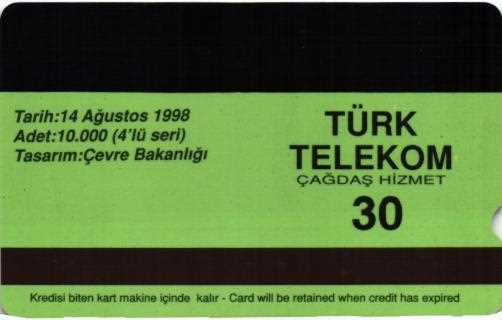 Tarih:14 Ağustos 1998
Adet:10.000 (4'lü seri)
Tasarım:Çevre Bakanlığı
TÜRK
TELEKOM
ÇAĞDAŞ HİZMET
30
Kredisi biten kart makine içinde kalır - Card will be retained when credit has expired